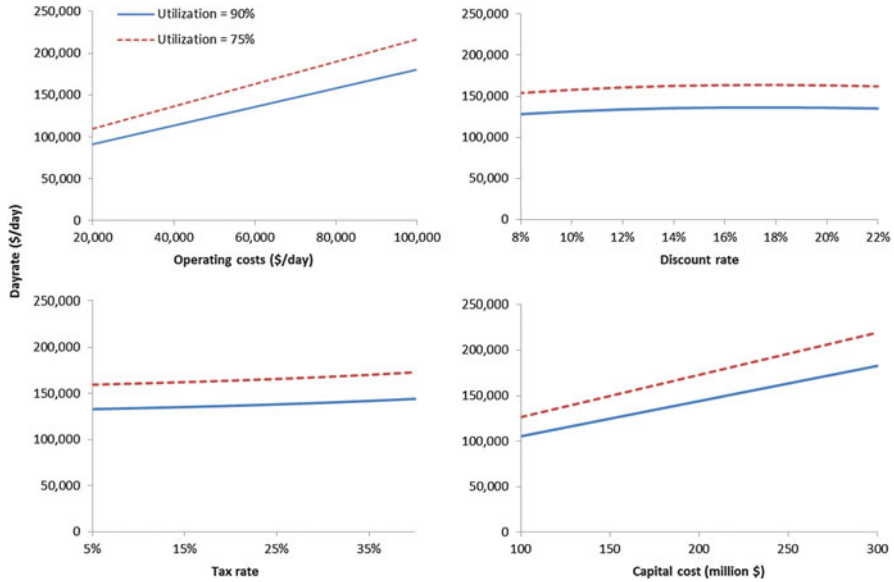 Utilization = 90%
Utilization = 75%
Dayrate ($/day)
250,000
200,000
150,000
100,000
50,000
0
20,000 40,000 60,000 80,000 100,000
Operating costs ($/day)
250,000
200,000
150,000
100,000
50,000
0
8% 10% 12% 14% 16% 18% 20% 22%
Discount rate
250,000
200,000
150,000
100,000
50,000
0
5% 15% 25% 35%
Tax rate
250,000
200,000
150,000
100,000
50,000
0
100 150 200 250 300
Capital cost (million $)